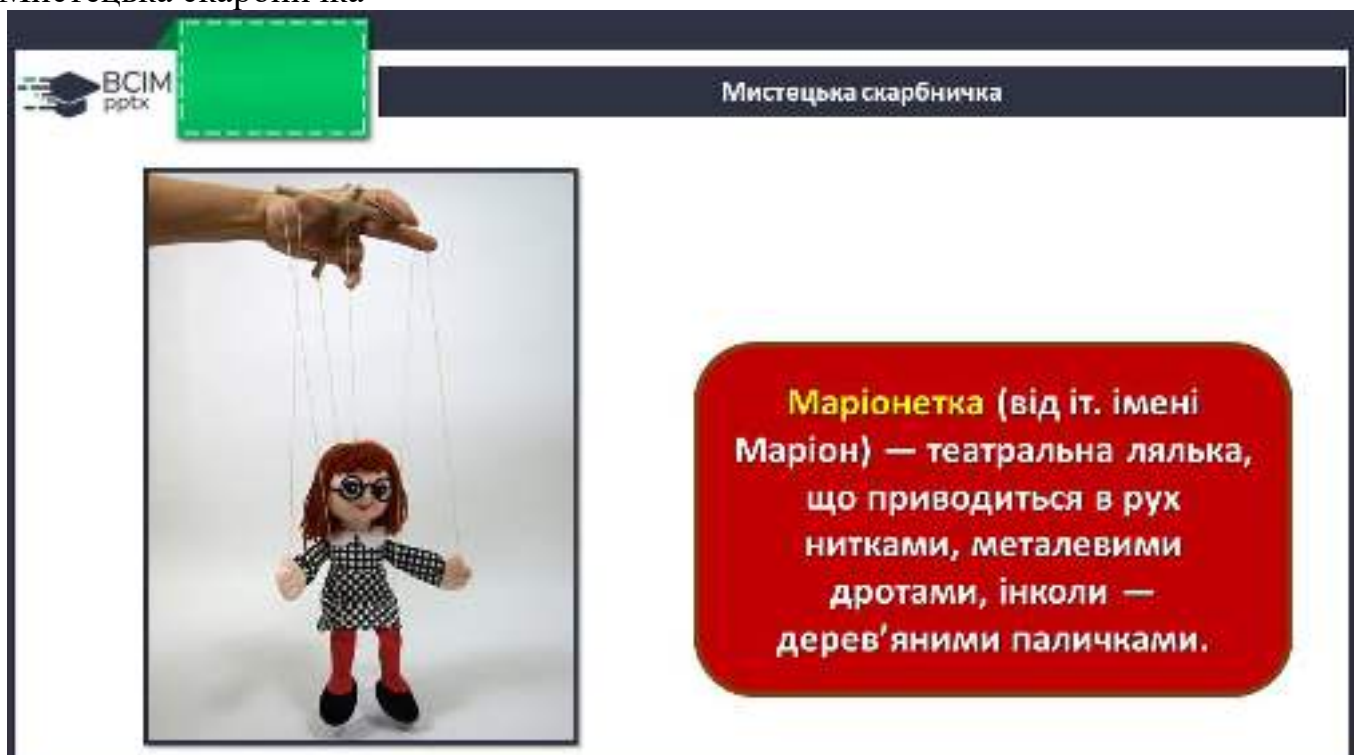 Мистецька скарбничка
ВСІМ
pptx
Мистецька скарбничка
Маріонетка (від іт. імені
Маріон) — театральна лялька,
що приводиться в рух
нитками, металевими
дротами, інколи —
дерев’яними паличками.